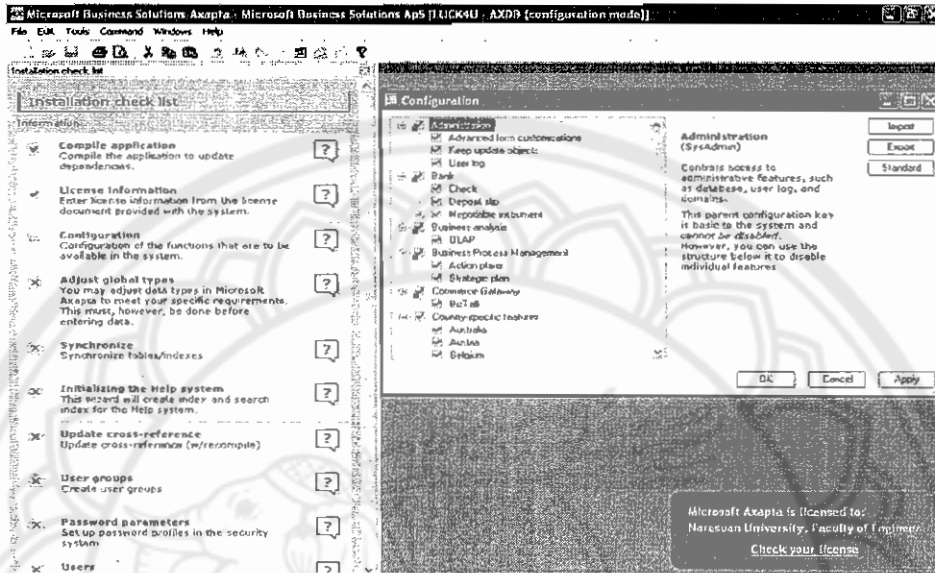 Microsoft Business Solutions Axapta - Microsoft Business Solutions ApS [LUCK4U - AXDB (configuration mode)]
File Edit Tools Command Windows Help
Installation check list
Installation check list
Information
Compile application
Compile the application to update
dependencies.
License Information
Enter license information from the license
document provided with the system.
Configuration
Configuration of the functions that are to be
available in the system.
Adjust global types
You may adjust data types in Microsoft
Axapta to meet your specific requirements.
This must, however, be done before
entering data.
Synchronize
Synchronize tables/indexes
Initializing the Help system
This wizard will create index and search
index for the Help system.
Update cross-reference
Update cross-reference (w/recompile)
User groups
Create user groups
Password parameters
Set up password profiles in the security
system
Users
Configuration
Administration
Advanced form customisations
Keep update objects
User log
Bank
Check
Deposit slip
Negotiable instrument
Business analysis
OLAP
Business Process Management
Action plans
Strategic plan
Commerce Gateway
BizTalk
Country-specific features
Australia
Austria
Belgium
Administration
(SysAdmin)
Controls access to
administrative features, such
as database, user log, and
domains.
This parent configuration key
is basic to the system and
cannot be disabled.
However, you can use the
structure below it to disable
individual features
Import
Export
Standard
OK Cancel Apply
Microsoft Axapta is licensed to:
Naresuan University, Faculty of Engineer
Check your license